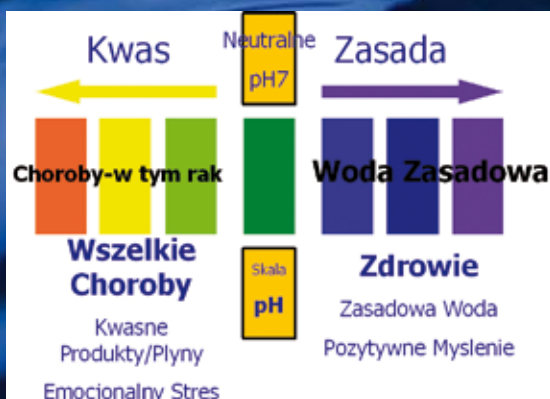 Kwas
Neutralne
pH7
Zasada
Choroby-w tym rak
Woda Zasadowa
Wszelkie
Choroby
Kwasne
Produkty/Plyny
Emocjonalny Stres
Skala
pH
Zdrowie
Zasadowa Woda
Pozytywne Myslenie